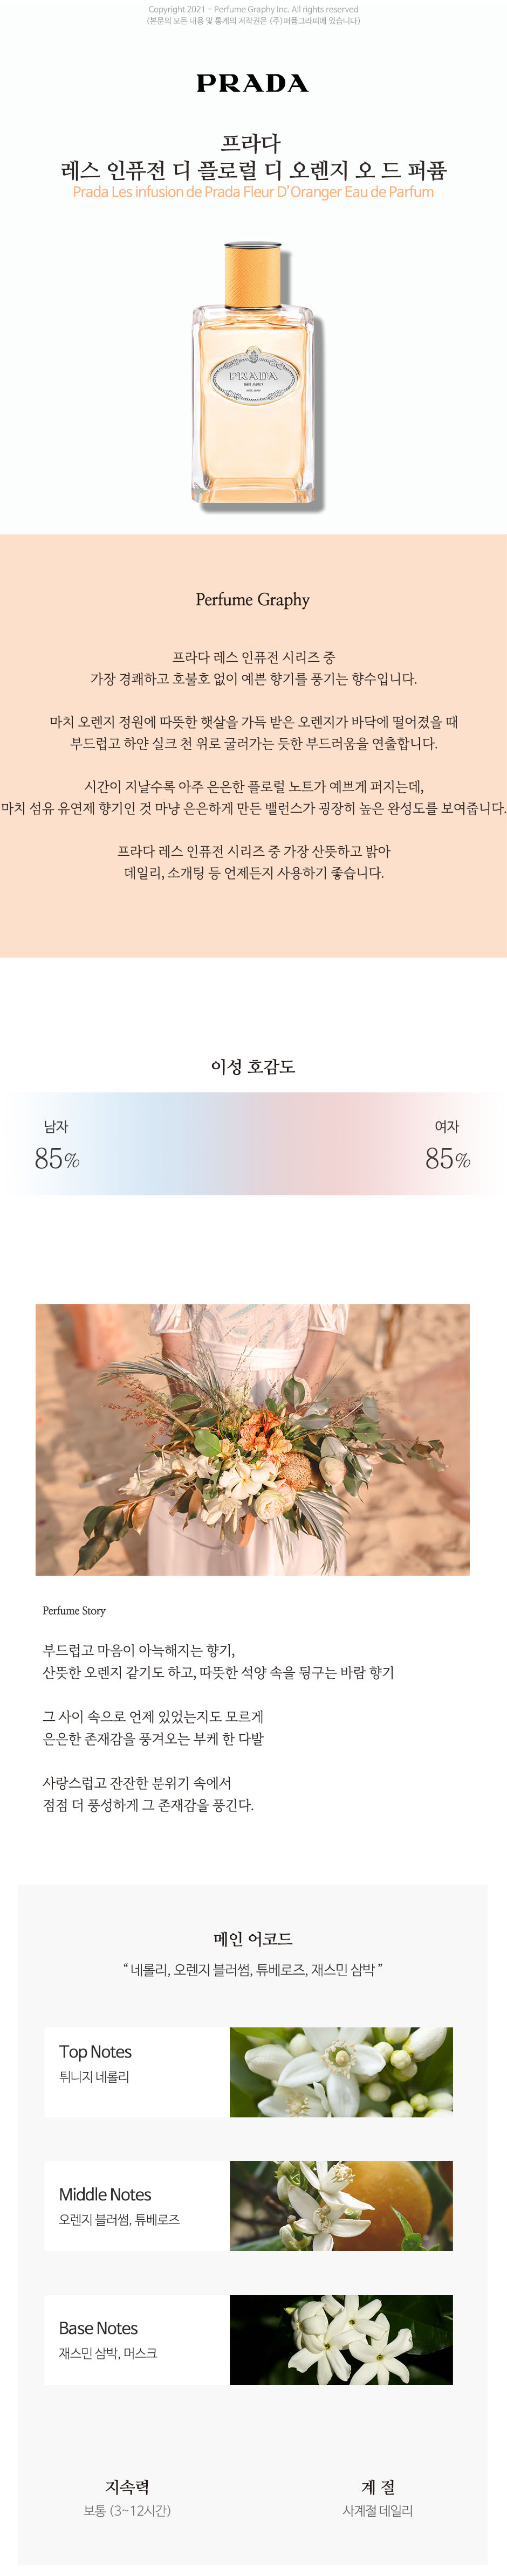 Copyright 2021 - Perfume Graphy Inc. All rights reserved
(본문의 모든 내용 및 통계의 저작권은 (주)퍼퓸그라피에 있습니다)
PRADA
프라다
레스 인퓨전 디 플로럴 디 오렌지 오 드 퍼퓸
Prada Les infusion de Prada Fleur D'Oranger Eau de Parfum
PRADA
MILANO
Perfume Graphy
프라다 레스 인퓨전 시리즈 중
가장 경쾌하고 호불호 없이 예쁜 향기를 풍기는 향수입니다.
마치 오렌지 정원에 따뜻한 햇살을 가득 받은 오렌지가 바닥에 떨어졌을 때
부드럽고 하얀 실크 천 위로 굴러가는 듯한 부드러움을 연출합니다.
시간이 지날수록 아주 은은한 플로럴 노트가 예쁘게 퍼지는데,
마치 섬유 유연제 향기인 것 마냥 은은하게 만든 밸런스가 굉장히 높은 완성도를 보여줍니다.
프라다 레스 인퓨전 시리즈 중 가장 산뜻하고 밝아
데일리, 소개팅 등 언제든지 사용하기 좋습니다.
이성 호감도
남자 여자
85% 85%
Perfume Story
부드럽고 마음이 아늑해지는 향기,
산뜻한 오렌지 같기도 하고, 따뜻한 석양 속을 뒹구는 바람 향기
그 사이 속으로 언제 있었는지도 모르게
은은한 존재감을 풍겨오는 부케 한 다발
사랑스럽고 잔잔한 분위기 속에서
점점 더 풍성하게 그 존재감을 풍긴다.
메인 어코드
“ 네롤리, 오렌지 블러썸, 튜베로즈, 재스민 삼박 ”
Top Notes
튀니지 네롤리
Middle Notes
오렌지 블러썸, 튜베로즈
Base Notes
재스민 삼박, 머스크
지속력 계 절
보통 (3~12시간) 사계절 데일리